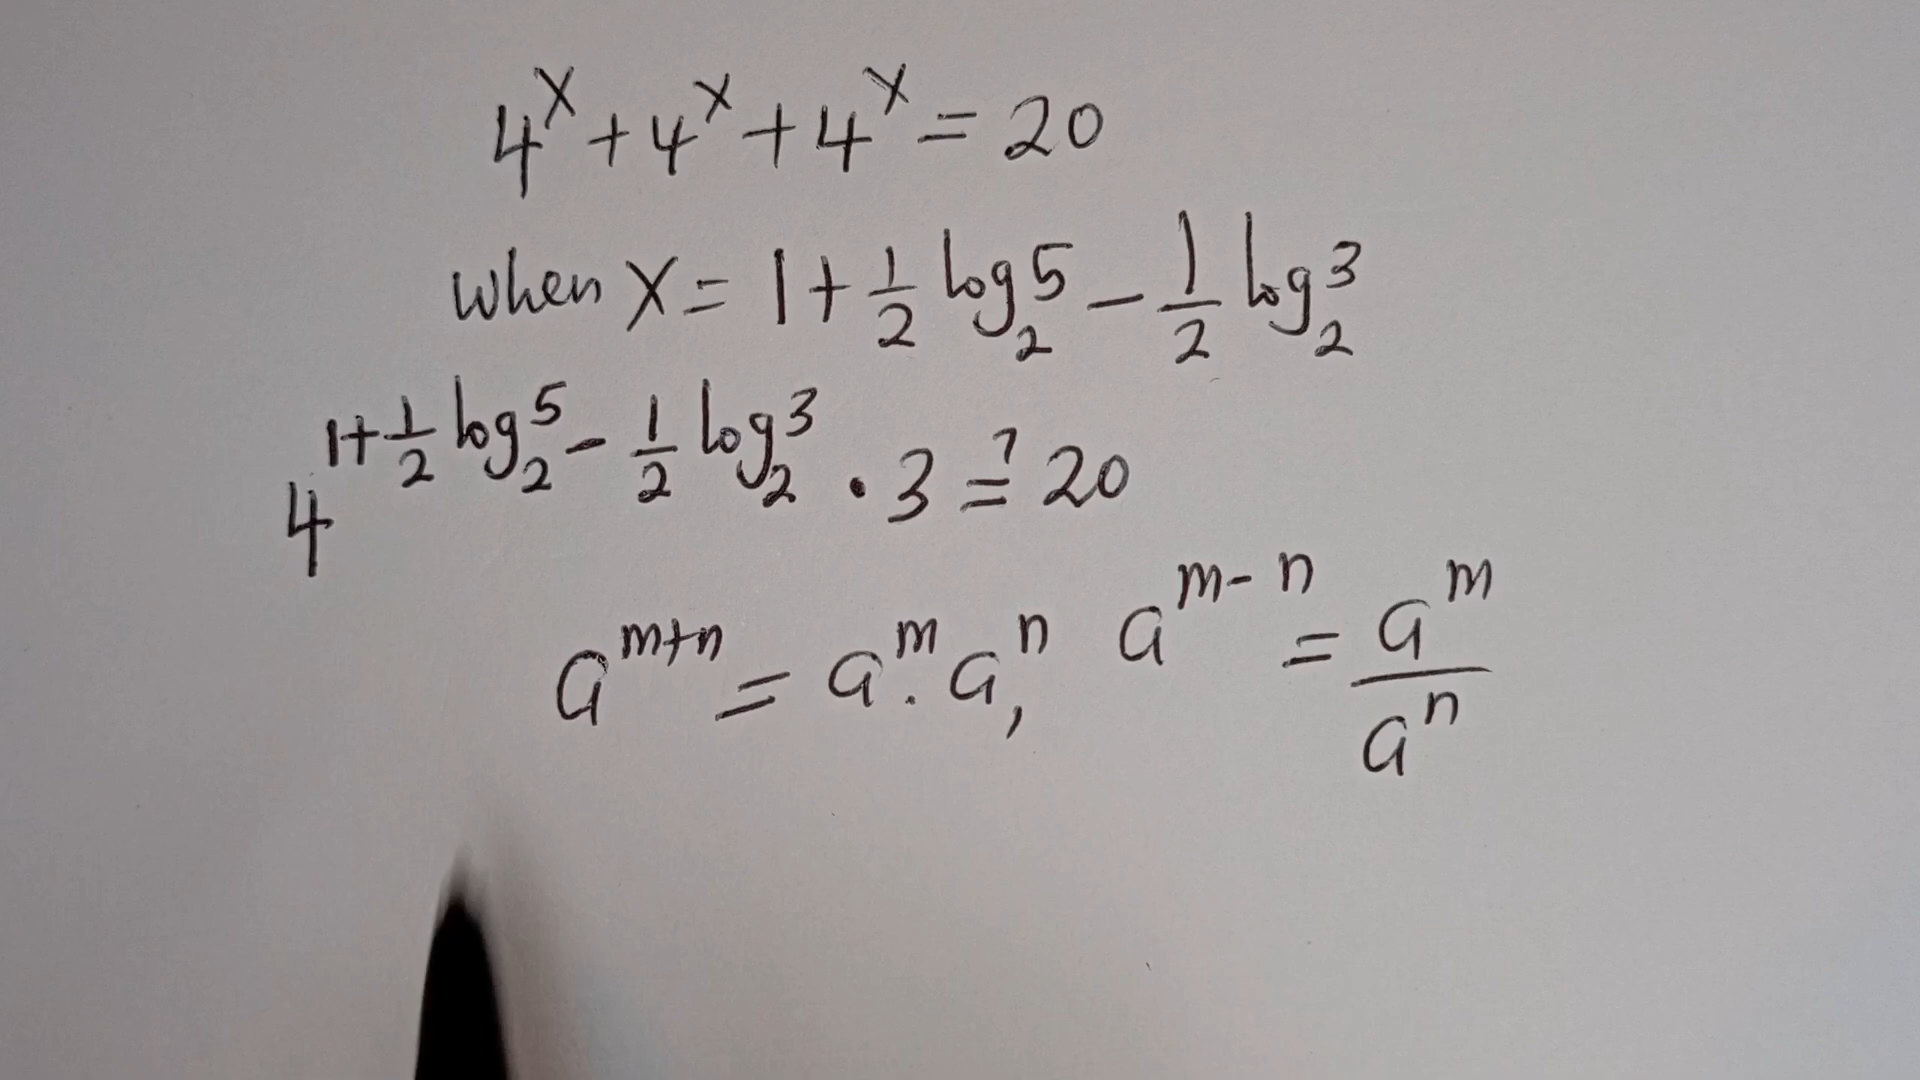 4^x + 4^x + 4^x = 20
when x = 1 + 1/2 log_2 5 - 1/2 log_2 3
4^(1 + 1/2 log_2 5 - 1/2 log_2 3) · 3 =? 20
a^(m+n) = a^m . a^n, a^(m-n) = a^m / a^n